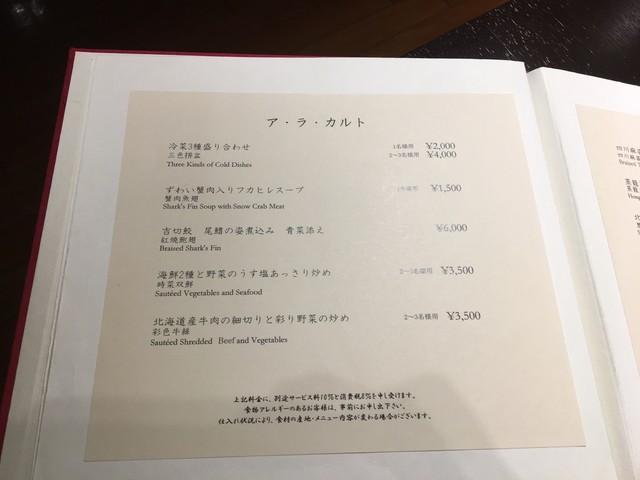 ア・ラ・カルト
冷菜3種盛り合わせ 1名様用 ¥2,000
三色拼盆 2〜3名様用 ¥4,000
Three Kinds of Cold Dishes
ずわい蟹肉入りフカヒレスープ 1名様用 ¥1,500
蟹肉魚翅
Shark's Fin Soup with Snow Crab Meat
吉切鮫 尾鰭の姿煮込み 青菜添え ¥6,000
紅焼鮑翅
Braised Shark's Fin
海鮮2種と野菜のうす塩あっさり炒め 2〜3名様用 ¥3,500
時菜双鮮
Sautéed Vegetables and Seafood
北海道産牛肉の細切りと彩り野菜の炒め 2〜3名様用 ¥3,500
彩色牛絲
Sautéed Shredded Beef and Vegetables
上記料金に、別途サービス料10%と消費税8%を申し受けます。
食物アレルギーのあるお客様は、事前にお申し出下さい。
仕入れ状況により、食材の産地・メニュー内容が変わる場合がございます。
四川麻
四川麻
Braised T